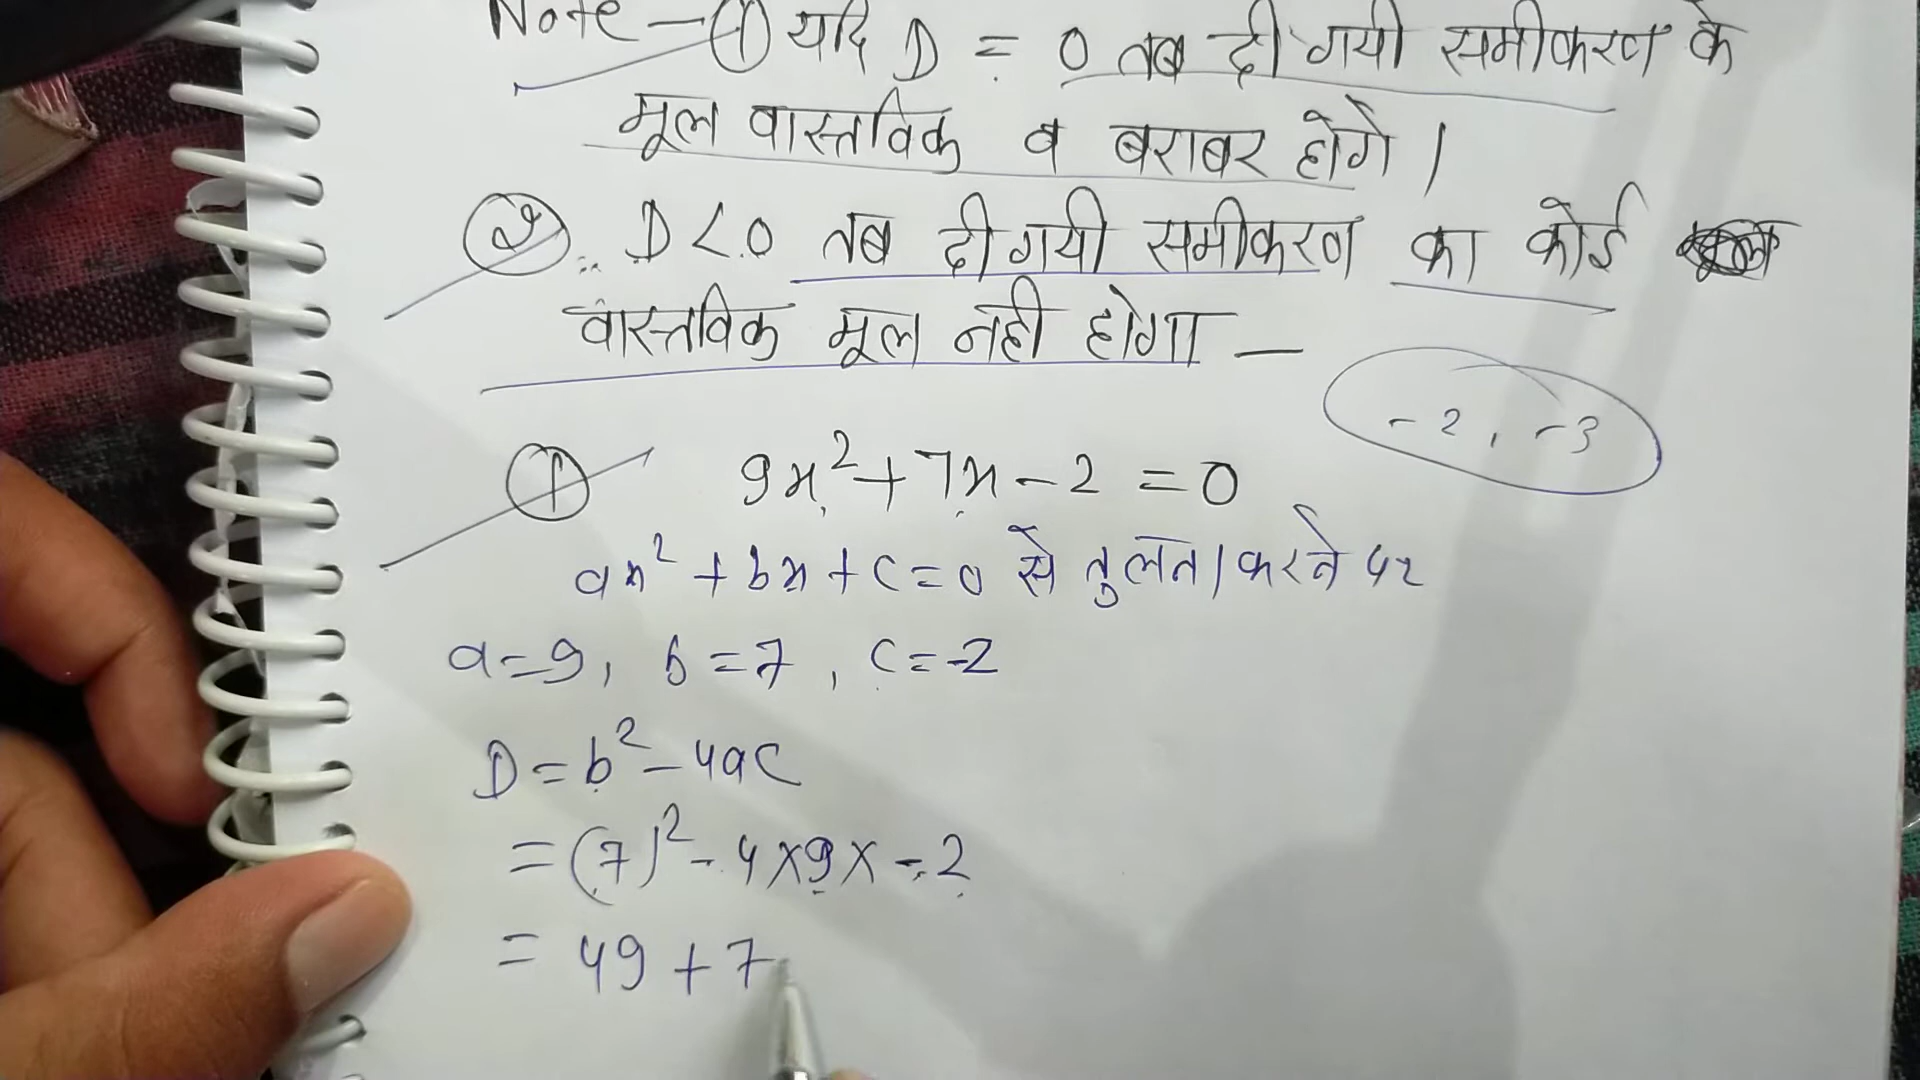 Note - ① यदि D = 0 तब दी गयी समीकरण के
मूल वास्तविक व बराबर होगे।
② D < 0 तब दी गयी समीकरण का कोई
वास्तविक मूल नही होगा —
-2, -3
① 9x² + 7x - 2 = 0
ax² + bx + c = 0 से तुलना करने पर
a = 9, b = 7, c = -2
D = b² - 4ac
= (7)² - 4 × 9 × -2
= 49 + 7